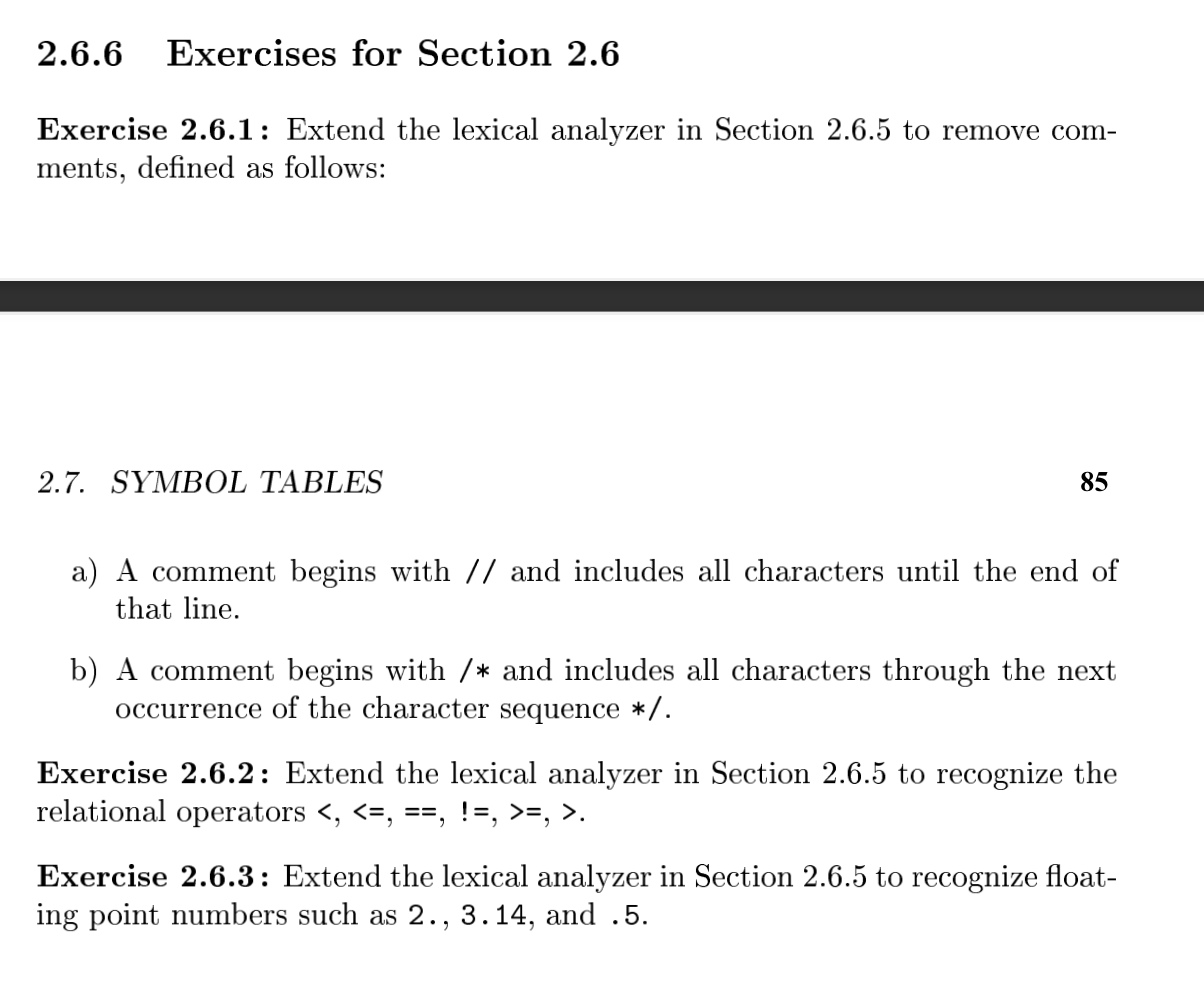 2.6.6 Exercises for Section 2.6
Exercise 2.6.1: Extend the lexical analyzer in Section 2.6.5 to remove com-
ments, defined as follows:
2.7. SYMBOL TABLES 85
a) A comment begins with // and includes all characters until the end of
that line.
b) A comment begins with /* and includes all characters through the next
occurrence of the character sequence */.
Exercise 2.6.2: Extend the lexical analyzer in Section 2.6.5 to recognize the
relational operators <, <=, ==, !=, >=, >.
Exercise 2.6.3: Extend the lexical analyzer in Section 2.6.5 to recognize float-
ing point numbers such as 2., 3.14, and .5.